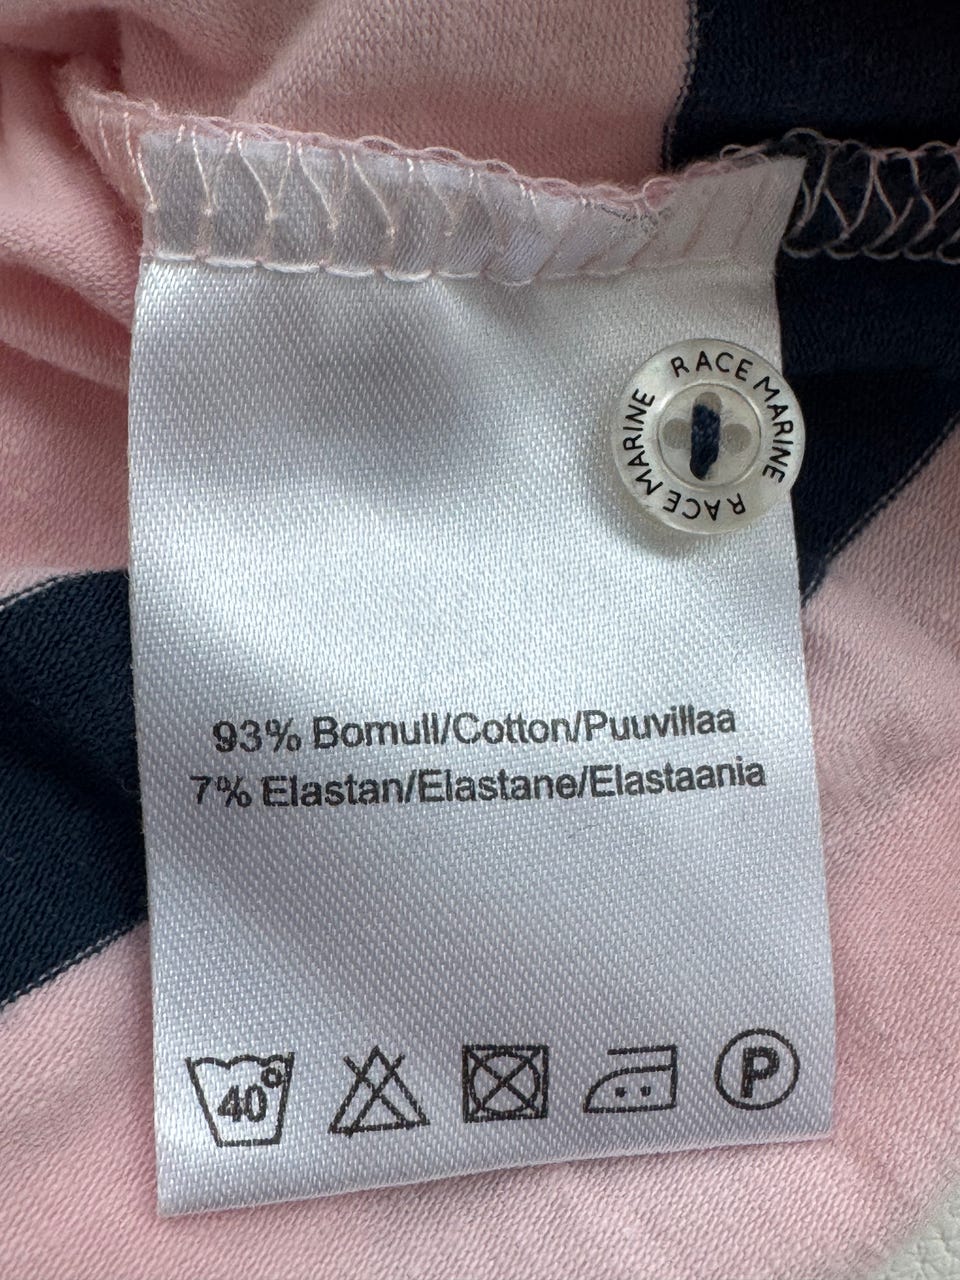 RACE MARINE RACE MARINE
93% Bomull/Cotton/Puuvillaa
7% Elastan/Elastane/Elastaania
40° P